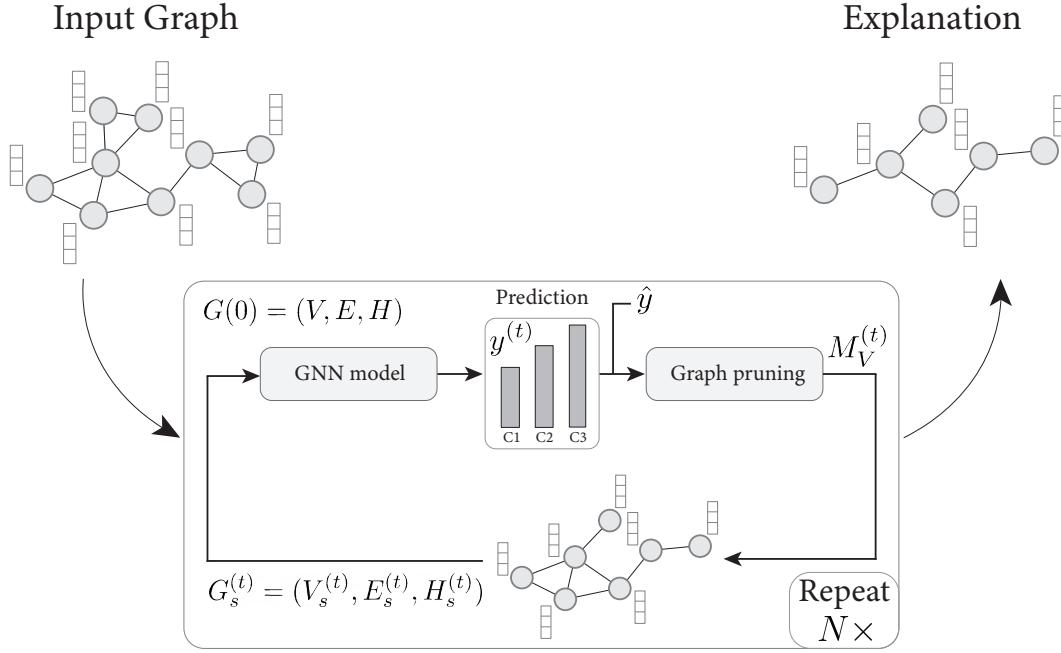 Input Graph
Explanation
G(0) = (V, E, H)
Prediction
ŷ
y^{(t)}
GNN model
Graph pruning
M_V^{(t)}
C1 C2 C3
G_s^{(t)} = (V_s^{(t)}, E_s^{(t)}, H_s^{(t)})
Repeat
N×